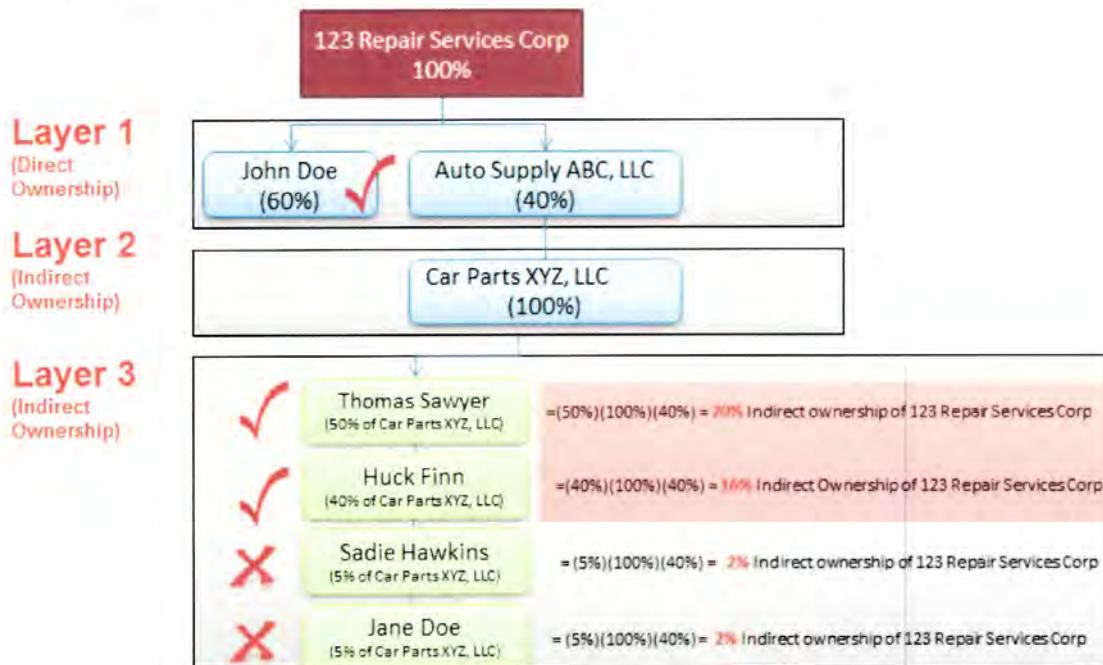 123 Repair Services Corp
100%
Layer 1
(Direct
Ownership)
John Doe
(60%)
Auto Supply ABC, LLC
(40%)
Layer 2
(Indirect
Ownership)
Car Parts XYZ, LLC
(100%)
Layer 3
(Indirect
Ownership)
Thomas Sawyer
(50% of Car Parts XYZ, LLC)
=(50%)(100%)(40%) = 20% Indirect ownership of 123 Repair Services Corp
Huck Finn
(40% of Car Parts XYZ, LLC)
=(40%)(100%)(40%) = 16% Indirect Ownership of 123 Repair Services Corp
Sadie Hawkins
(5% of Car Parts XYZ, LLC)
= (5%)(100%)(40%) = 2% Indirect ownership of 123 Repair Services Corp
Jane Doe
(5% of Car Parts XYZ, LLC)
= (5%)(100%)(40%) = 2% Indirect ownership of 123 Repair Services Corp